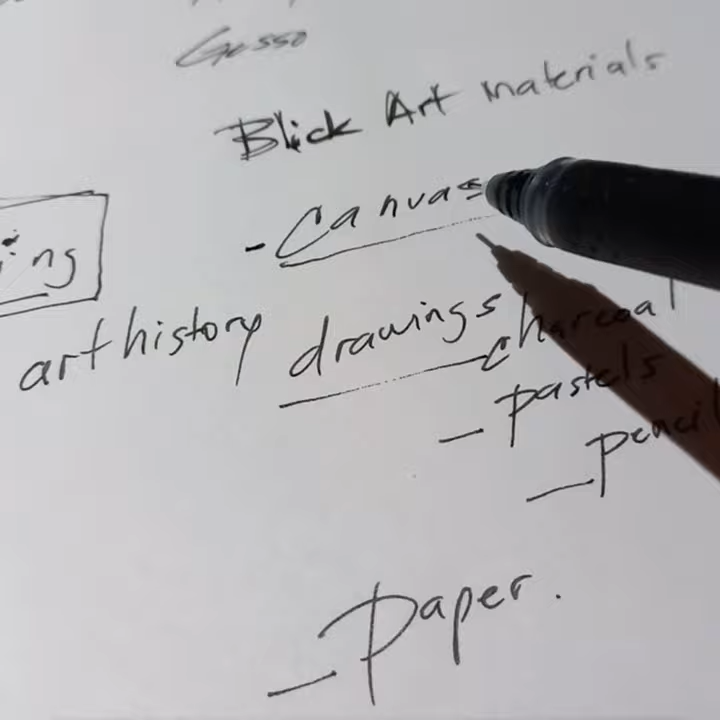 Gesso
Blick Art materials
- Canvas
ing
art history drawings charcoal
- pastels
- pencil
- paper.